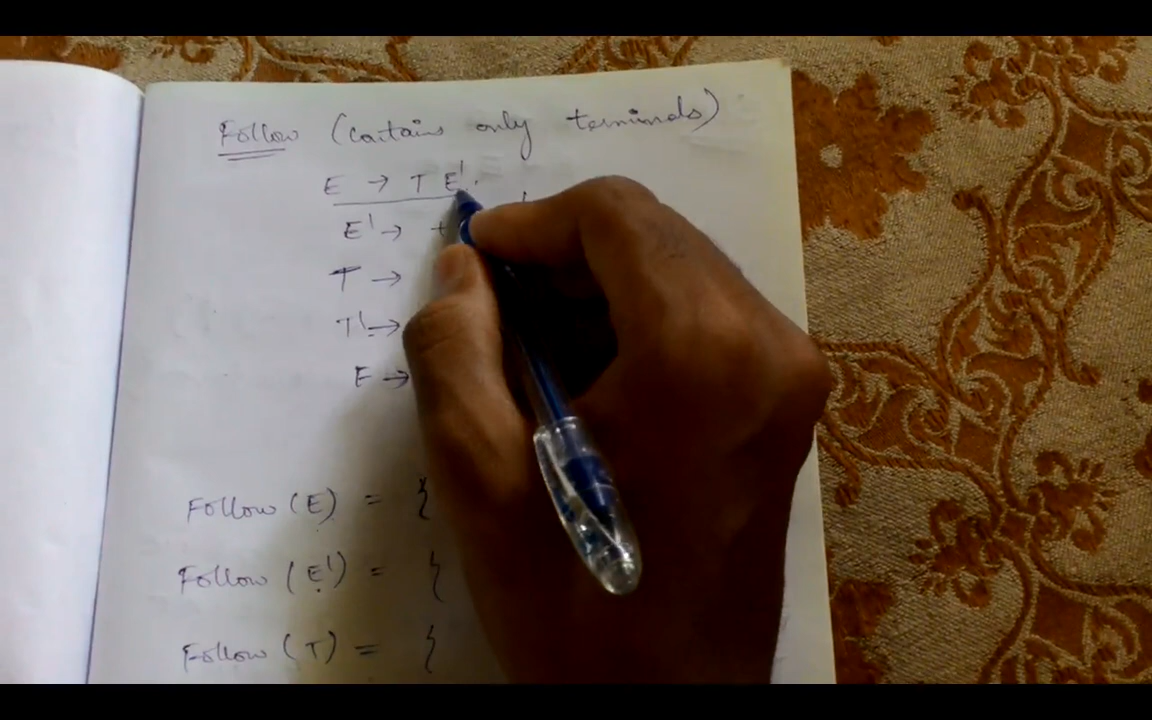 Follow (Contains only terminals)
E → T E'
E' → +
T →
T' →
E →
Follow (E) = {
Follow (E') = {
Follow (T) = {